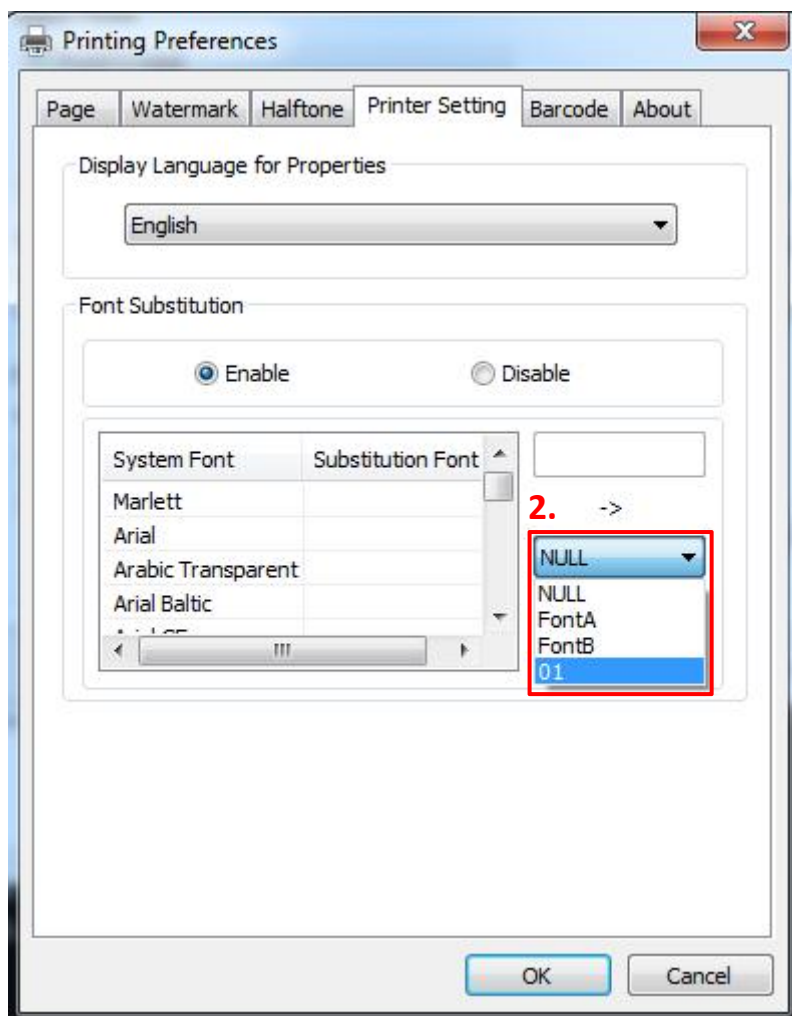 Printing Preferences
Page Watermark Halftone Printer Setting Barcode About
Display Language for Properties
English
Font Substitution
Enable Disable
System Font Substitution Font
Marlett
2. ->
Arial
Arabic Transparent
NULL
Arial Baltic
NULL
FontA
FontB
01
OK Cancel